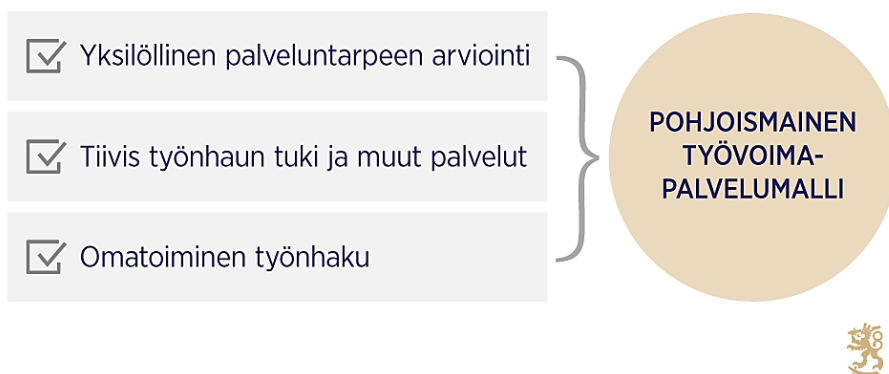 Yksilöllinen palveluntarpeen arviointi
Tiivis työnhaun tuki ja muut palvelut
Omatoiminen työnhaku
POHJOISMAINEN
TYÖVOIMA-
PALVELUMALLI